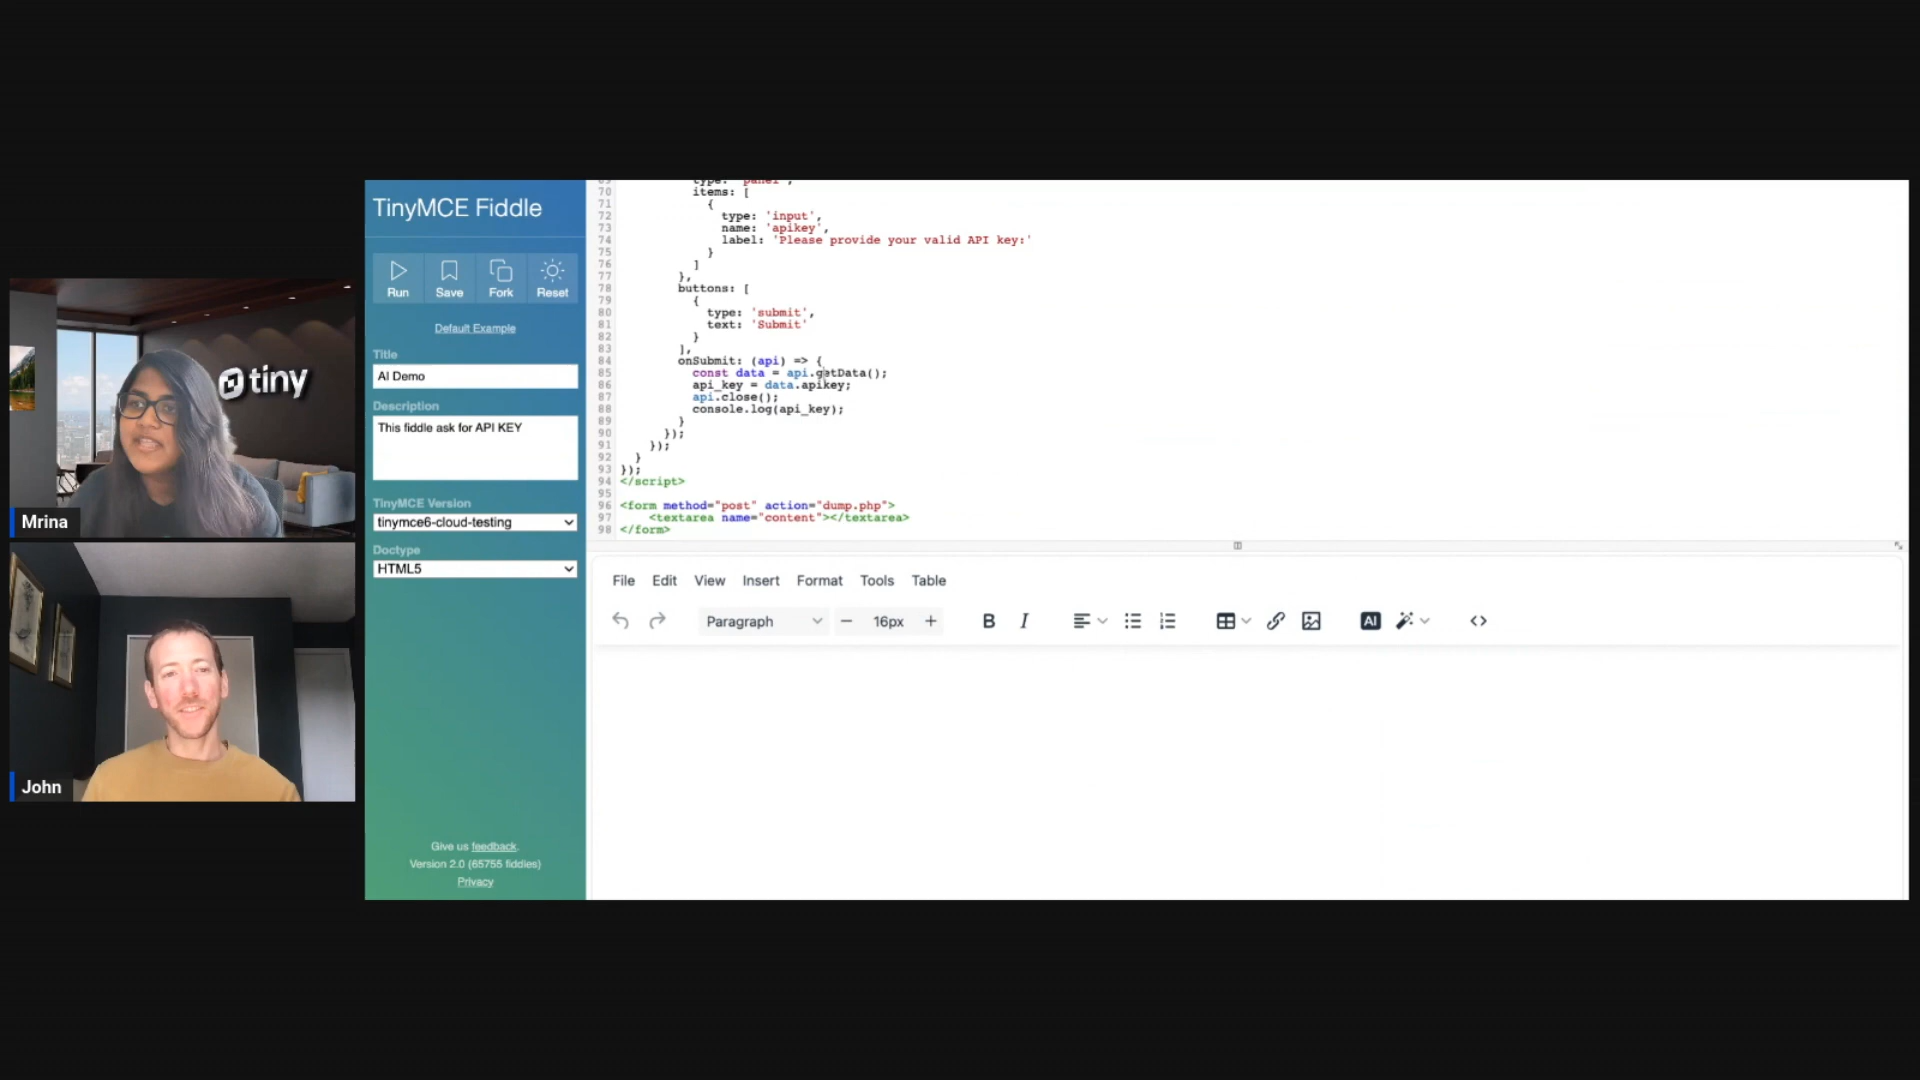 tiny
Mrina
John
TinyMCE Fiddle
Run
Save
Fork
Reset
Default Example
Title
AI Demo
Description
This fiddle ask for API KEY
TinyMCE Version
tinymce6-cloud-testing
Doctype
HTML5
Give us feedback.
Version 2.0 (65755 fiddles)
Privacy
69 type: 'panel',
70 items: [
71 {
72 type: 'input',
73 name: 'apikey',
74 label: 'Please provide your valid API key:'
75 }
76 ]
77 },
78 buttons: [
79 {
80 type: 'submit',
81 text: 'Submit'
82 }
83 ],
84 onSubmit: (api) => {
85 const data = api.getData();
86 api_key = data.apikey;
87 api.close();
88 console.log(api_key);
89 }
90 });
91 });
92 }
93 });
94 </script>
95
96 <form method="post" action="dump.php">
97 <textarea name="content"></textarea>
98 </form>
File Edit View Insert Format Tools Table
Paragraph − 16px + B I AI <>